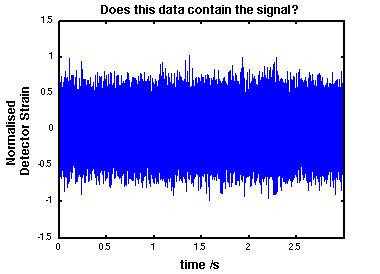 Does this data contain the signal?
1.5
1
0.5
0
-0.5
-1
-1.5
Normalised
Detector Strain
0 0.5 1 1.5 2 2.5
time /s